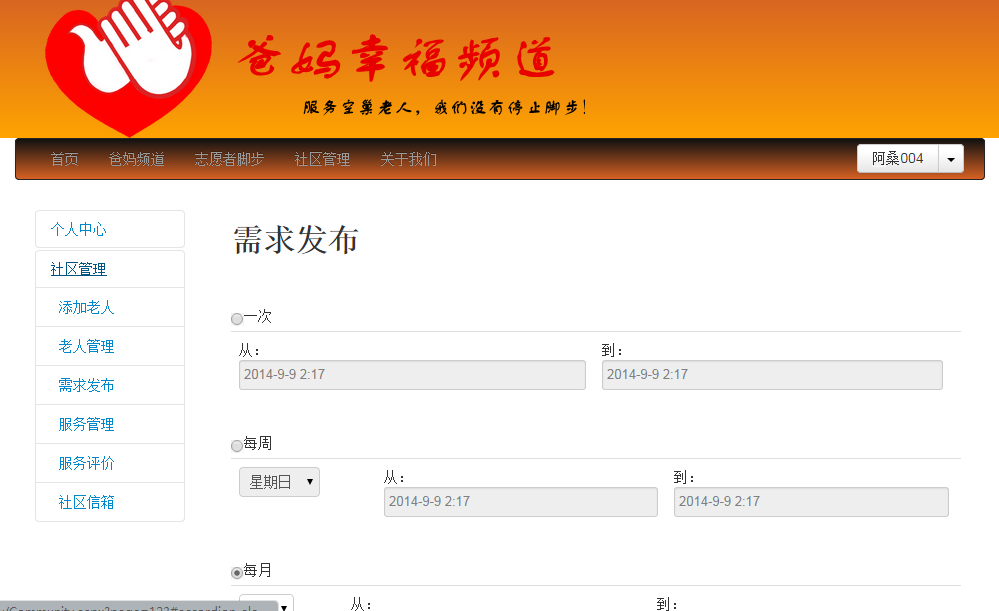 爸妈幸福频道
服务空巢老人，我们没有停止脚步！
首页 爸妈频道 志愿者脚步 社区管理 关于我们 阿桑004
个人中心
社区管理
添加老人
老人管理
需求发布
服务管理
服务评价
社区信箱
需求发布
一次
从： 到：
2014-9-9 2:17 2014-9-9 2:17
每周
从： 到：
星期日 2014-9-9 2:17 2014-9-9 2:17
每月
从： 到：